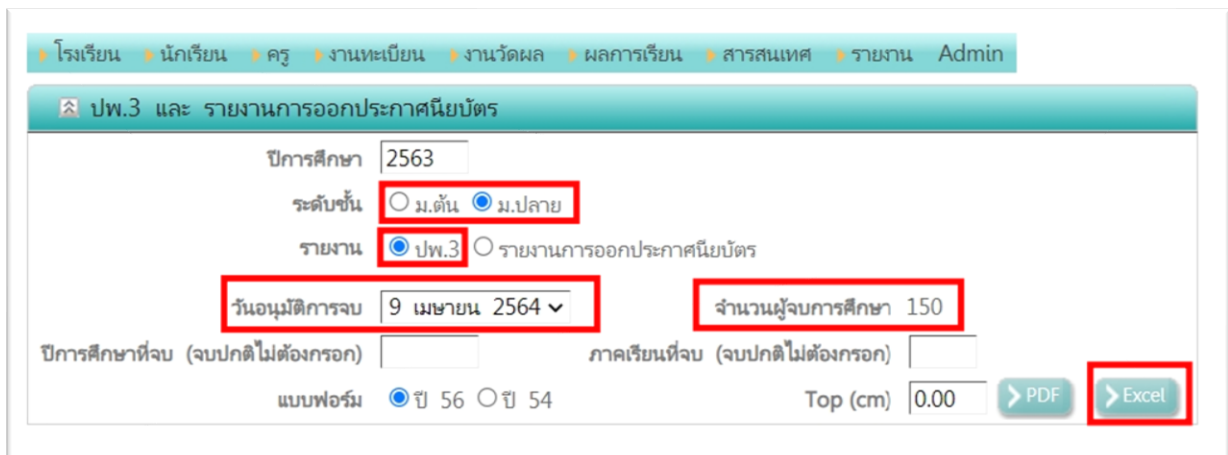 โรงเรียน นักเรียน ครู งานทะเบียน งานวัดผล ผลการเรียน สารสนเทศ รายงาน Admin
ปพ.3 และ รายงานการออกประกาศนียบัตร
ปีการศึกษา 2563
ระดับชั้น ม.ต้น ม.ปลาย
รายงาน ปพ.3 รายงานการออกประกาศนียบัตร
วันอนุมัติการจบ 9 เมษายน 2564 จำนวนผู้จบการศึกษา 150
ปีการศึกษาที่จบ (จบปกติไม่ต้องกรอก) ภาคเรียนที่จบ (จบปกติไม่ต้องกรอก)
แบบฟอร์ม ปี 56 ปี 54 Top (cm) 0.00 PDF Excel